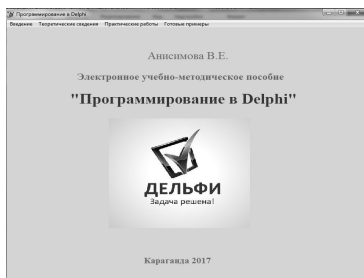 Программирование в Delphi
Введение Теоретические сведения Практические работы Готовые примеры
Анисимова В.Е.
Электронное учебно-методическое пособие
"Программирование в Delphi"
ДЕЛЬФИ
Задача решена!
Караганда 2017